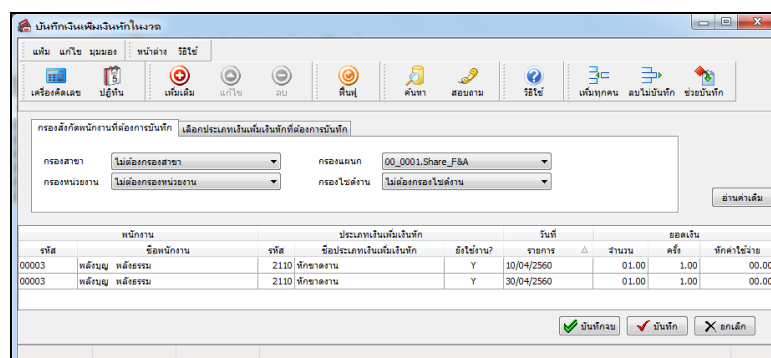 บันทึกเงินเพิ่มเงินหักในงวด
แฟ้ม แก้ไข มุมมอง หน้าต่าง วิธีใช้
เครื่องคิดเลข ปฏิทิน เพิ่มเติม แก้ไข ลบ ฟื้นฟู ค้นหา สอบถาม วิธีใช้ เพิ่มทุกคน ลบไม่บันทึก ช่วยบันทึก
กรองสังกัดพนักงานที่ต้องการบันทึก เลือกประเภทเงินเพิ่มเงินหักที่ต้องการบันทึก
กรองสาขา ไม่ต้องกรองสาขา กรองแผนก 00_0001.Share_F&A
กรองหน่วยงาน ไม่ต้องกรองหน่วยงาน กรองไซด์งาน ไม่ต้องกรองไซด์งาน
อ่านค่าเดิม
พนักงาน ประเภทเงินเพิ่มเงินหัก วันที่ ยอดเงิน
รหัส ชื่อพนักงาน รหัส ชื่อประเภทเงินเพิ่มเงินหัก ยังใช้งาน? รายการ จำนวน ครั้ง หักค่าใช้จ่าย
00003 พลังบุญ พลังธรรม 2110 หักขาดงาน Y 10/04/2560 01.00 1.00 00.00
00003 พลังบุญ พลังธรรม 2110 หักขาดงาน Y 30/04/2560 01.00 1.00 00.00
บันทึกจบ บันทึก ยกเลิก